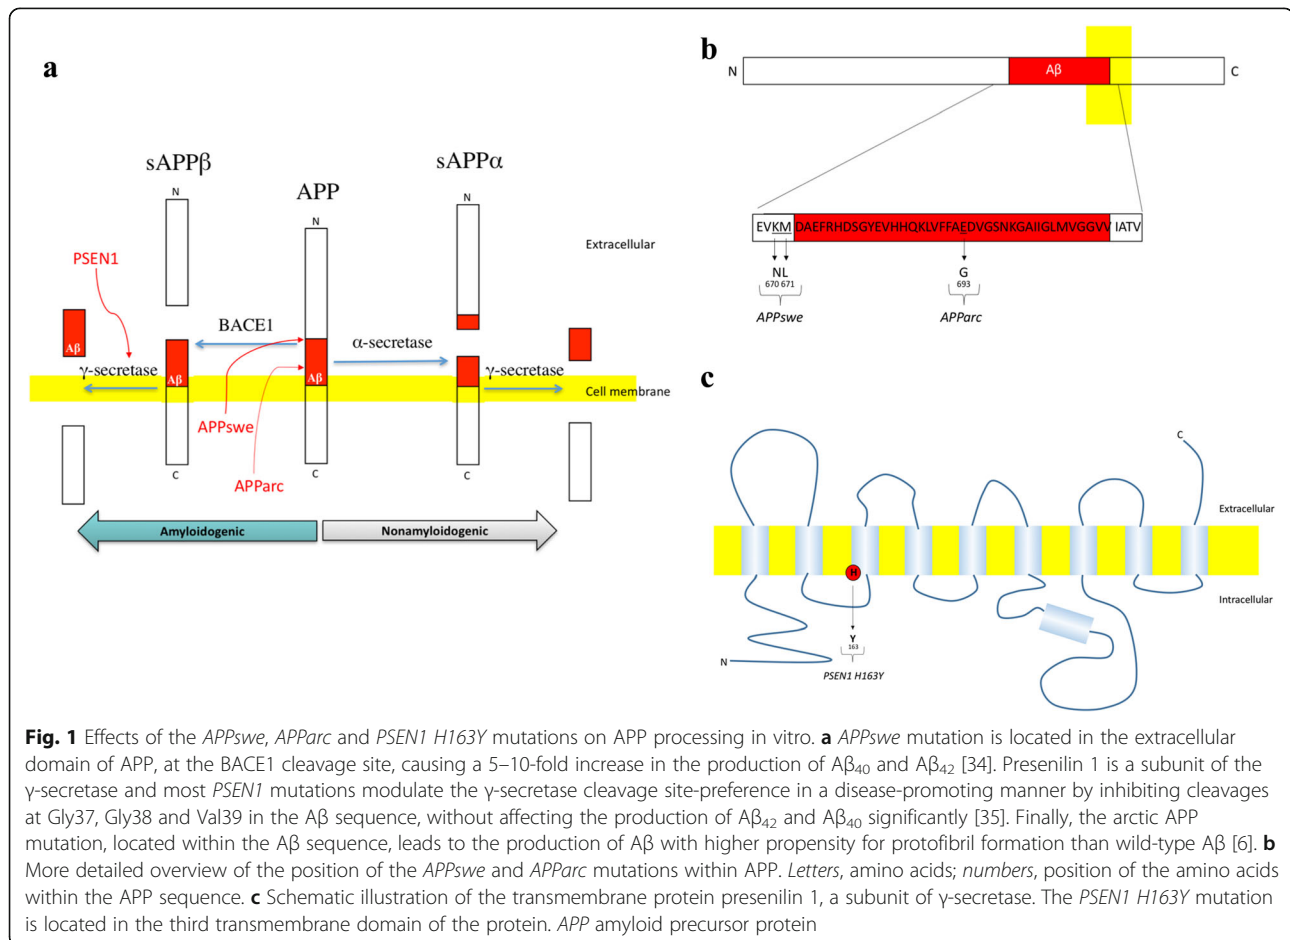 a
sAPPβ
APP
sAPPα
N
N
N
Extracellular
PSEN1
BACE1
α-secretase
Aβ
γ-secretase
Aβ
Aβ
γ-secretase
Cell membrane
APPswe
APParc
C
C
C
Amyloidogenic
Nonamyloidogenic
b
N
Aβ
C
EVKM DAEFRHDSGYEVHHQKLVFFAEDVGSNKGAIIGLMVGGVV IATV
NL
670 671
APPswe
G
693
APParc
c
C
Extracellular
H
Intracellular
Y
163
N
PSEN1 H163Y
Fig. 1 Effects of the APPswe, APParc and PSEN1 H163Y mutations on APP processing in vitro. a APPswe mutation is located in the extracellular
domain of APP, at the BACE1 cleavage site, causing a 5–10-fold increase in the production of Aβ40 and Aβ42 [34]. Presenilin 1 is a subunit of the
γ-secretase and most PSEN1 mutations modulate the γ-secretase cleavage site-preference in a disease-promoting manner by inhibiting cleavages
at Gly37, Gly38 and Val39 in the Aβ sequence, without affecting the production of Aβ42 and Aβ40 significantly [35]. Finally, the arctic APP
mutation, located within the Aβ sequence, leads to the production of Aβ with higher propensity for protofibril formation than wild-type Aβ [6]. b
More detailed overview of the position of the APPswe and APParc mutations within APP. Letters, amino acids; numbers, position of the amino acids
within the APP sequence. c Schematic illustration of the transmembrane protein presenilin 1, a subunit of γ-secretase. The PSEN1 H163Y mutation
is located in the third transmembrane domain of the protein. APP amyloid precursor protein